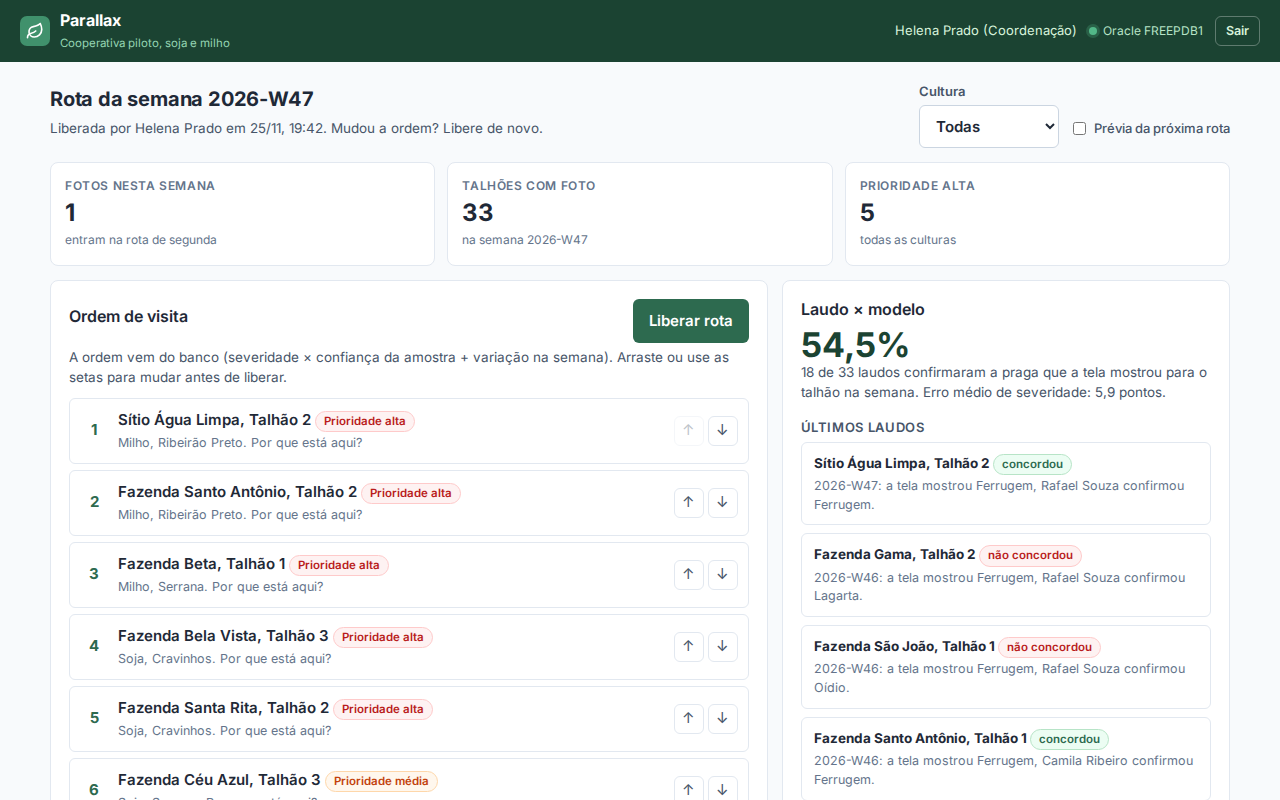 Parallax
Cooperativa piloto, soja e milho
Helena Prado (Coordenação)
Oracle FREEPDB1
Sair
Rota da semana 2026-W47
Liberada por Helena Prado em 25/11, 19:42. Mudou a ordem? Libere de novo.
Cultura
Todas
Prévia da próxima rota
FOTOS NESTA SEMANA
1
entram na rota de segunda
TALHÕES COM FOTO
33
na semana 2026-W47
PRIORIDADE ALTA
5
todas as culturas
Ordem de visita
Liberar rota
A ordem vem do banco (severidade × confiança da amostra + variação na semana). Arraste ou use as
setas para mudar antes de liberar.
1
Sítio Água Limpa, Talhão 2 Prioridade alta
Milho, Ribeirão Preto. Por que está aqui?
↑ ↓
2
Fazenda Santo Antônio, Talhão 2 Prioridade alta
Milho, Ribeirão Preto. Por que está aqui?
↑ ↓
3
Fazenda Beta, Talhão 1 Prioridade alta
Milho, Serrana. Por que está aqui?
↑ ↓
4
Fazenda Bela Vista, Talhão 3 Prioridade alta
Soja, Cravinhos. Por que está aqui?
↑ ↓
5
Fazenda Santa Rita, Talhão 2 Prioridade alta
Soja, Cravinhos. Por que está aqui?
↑ ↓
6
Fazenda Céu Azul, Talhão 3 Prioridade média
↑ ↓
Laudo × modelo
54,5%
18 de 33 laudos confirmaram a praga que a tela mostrou para o
talhão na semana. Erro médio de severidade: 5,9 pontos.
ÚLTIMOS LAUDOS
Sítio Água Limpa, Talhão 2 concordou
2026-W47: a tela mostrou Ferrugem, Rafael Souza confirmou
Ferrugem.
Fazenda Gama, Talhão 2 não concordou
2026-W46: a tela mostrou Ferrugem, Rafael Souza confirmou
Lagarta.
Fazenda São João, Talhão 1 não concordou
2026-W46: a tela mostrou Ferrugem, Rafael Souza confirmou
Oídio.
Fazenda Santo Antônio, Talhão 1 concordou
2026-W46: a tela mostrou Ferrugem, Camila Ribeiro confirmou
Ferrugem.